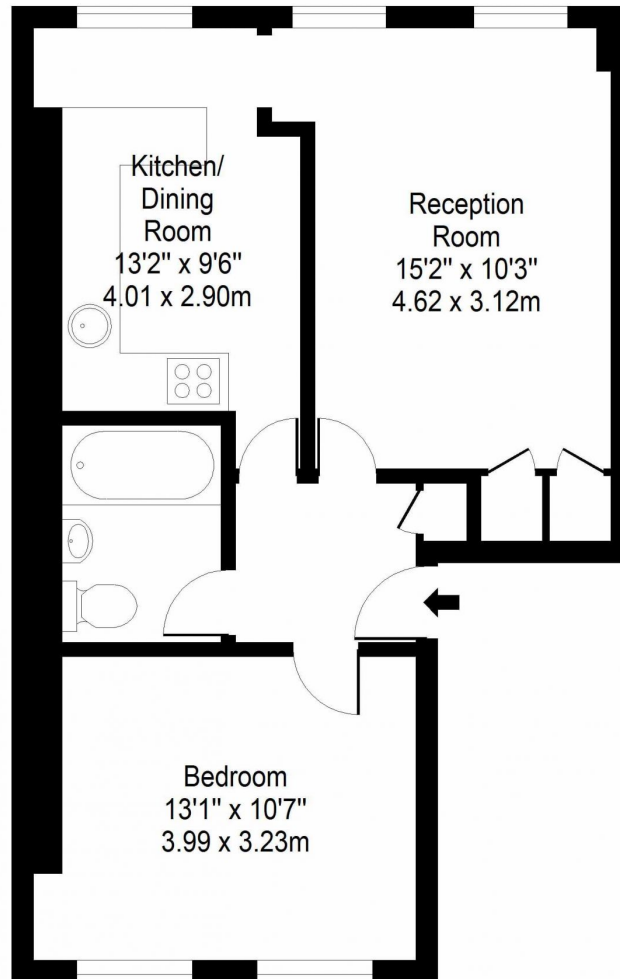 Kitchen/
Dining
Room
13'2" x 9'6"
4.01 x 2.90m
Reception
Room
15'2" x 10'3"
4.62 x 3.12m
Bedroom
13'1" x 10'7"
3.99 x 3.23m